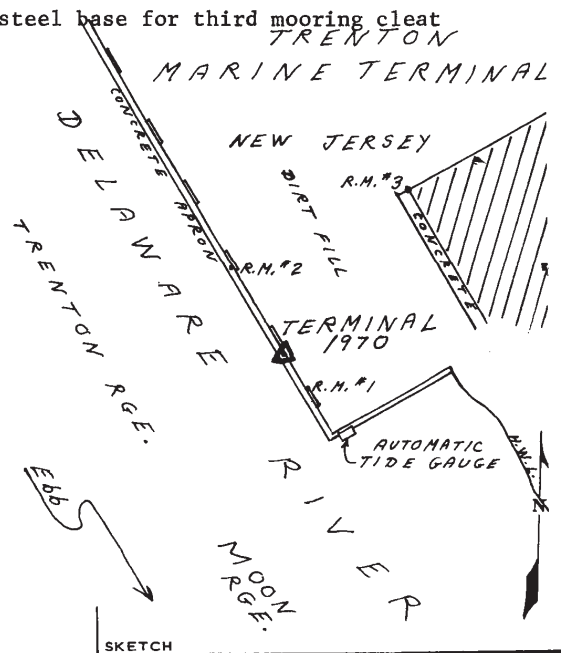 steel base for third mooring cleat
TRENTON
MARINE TERMINAL
NEW JERSEY
DIRT FILL
R.M.#3
CONCRETE
CONCRETE APRON
DELAWARE
RIVER
R.M.#2
TRENTON RGE.
TERMINAL
1970
R.M.#1
AUTOMATIC
TIDE GAUGE
H.W.L.
N
Ebb
MOON
RGE.
SKETCH